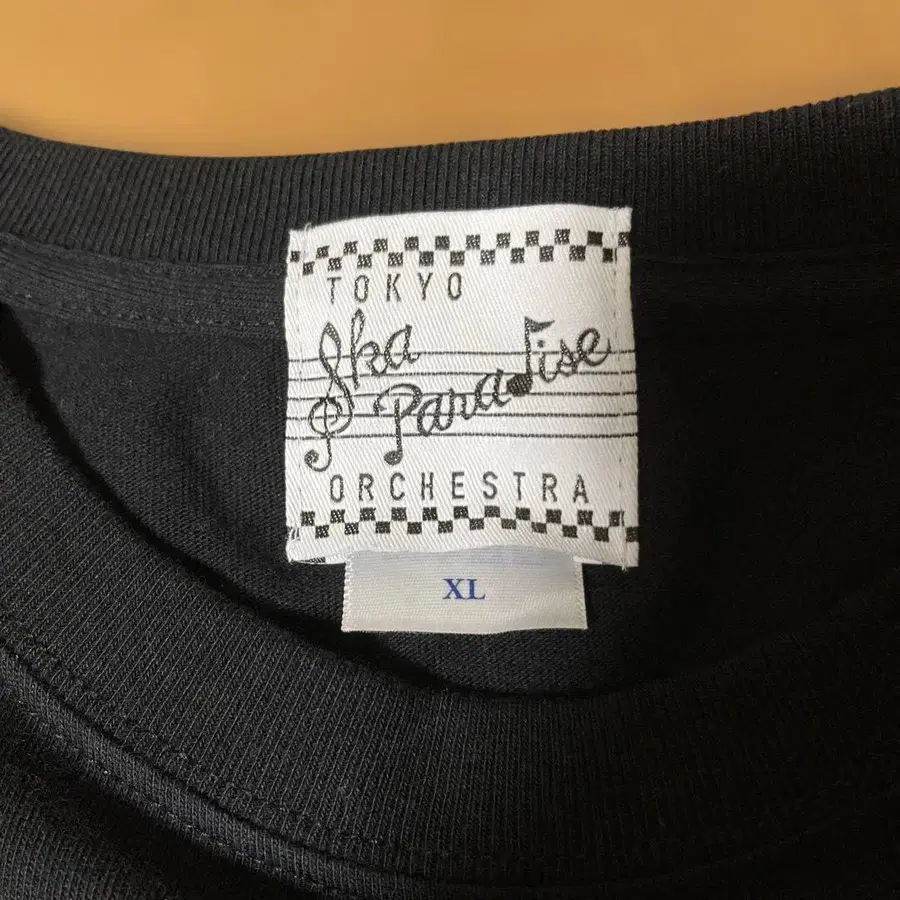 TOKYO
Ska
Paradise
ORCHESTRA
XL